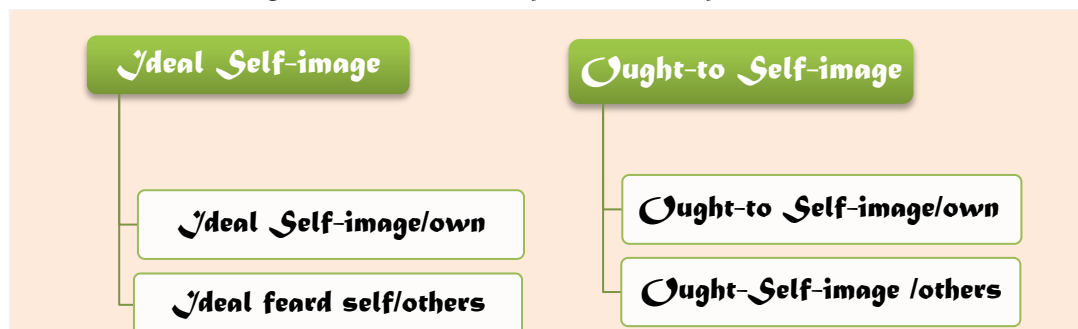 Ideal Self-image
Ideal Self-image/own
Ideal feard self/others
Ought-to Self-image
Ought-to Self-image/own
Ought-Self-image /others